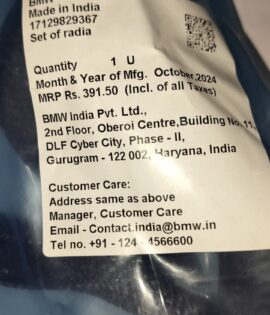 BMW
Made in India
17129829367
Set of radia
Quantity 1 U
Month & Year of Mfg. October,2024
MRP Rs. 391.50 (Incl. of all Taxes)
BMW India Pvt. Ltd.,
2nd Floor, Oberoi Centre,Building No. 11,
DLF Cyber City, Phase - II,
Gurugram - 122 002, Haryana, India
Customer Care:
Address same as above
Manager, Customer Care
Email - Contact.india@bmw.in
Tel no. +91 - 124 - 4566600